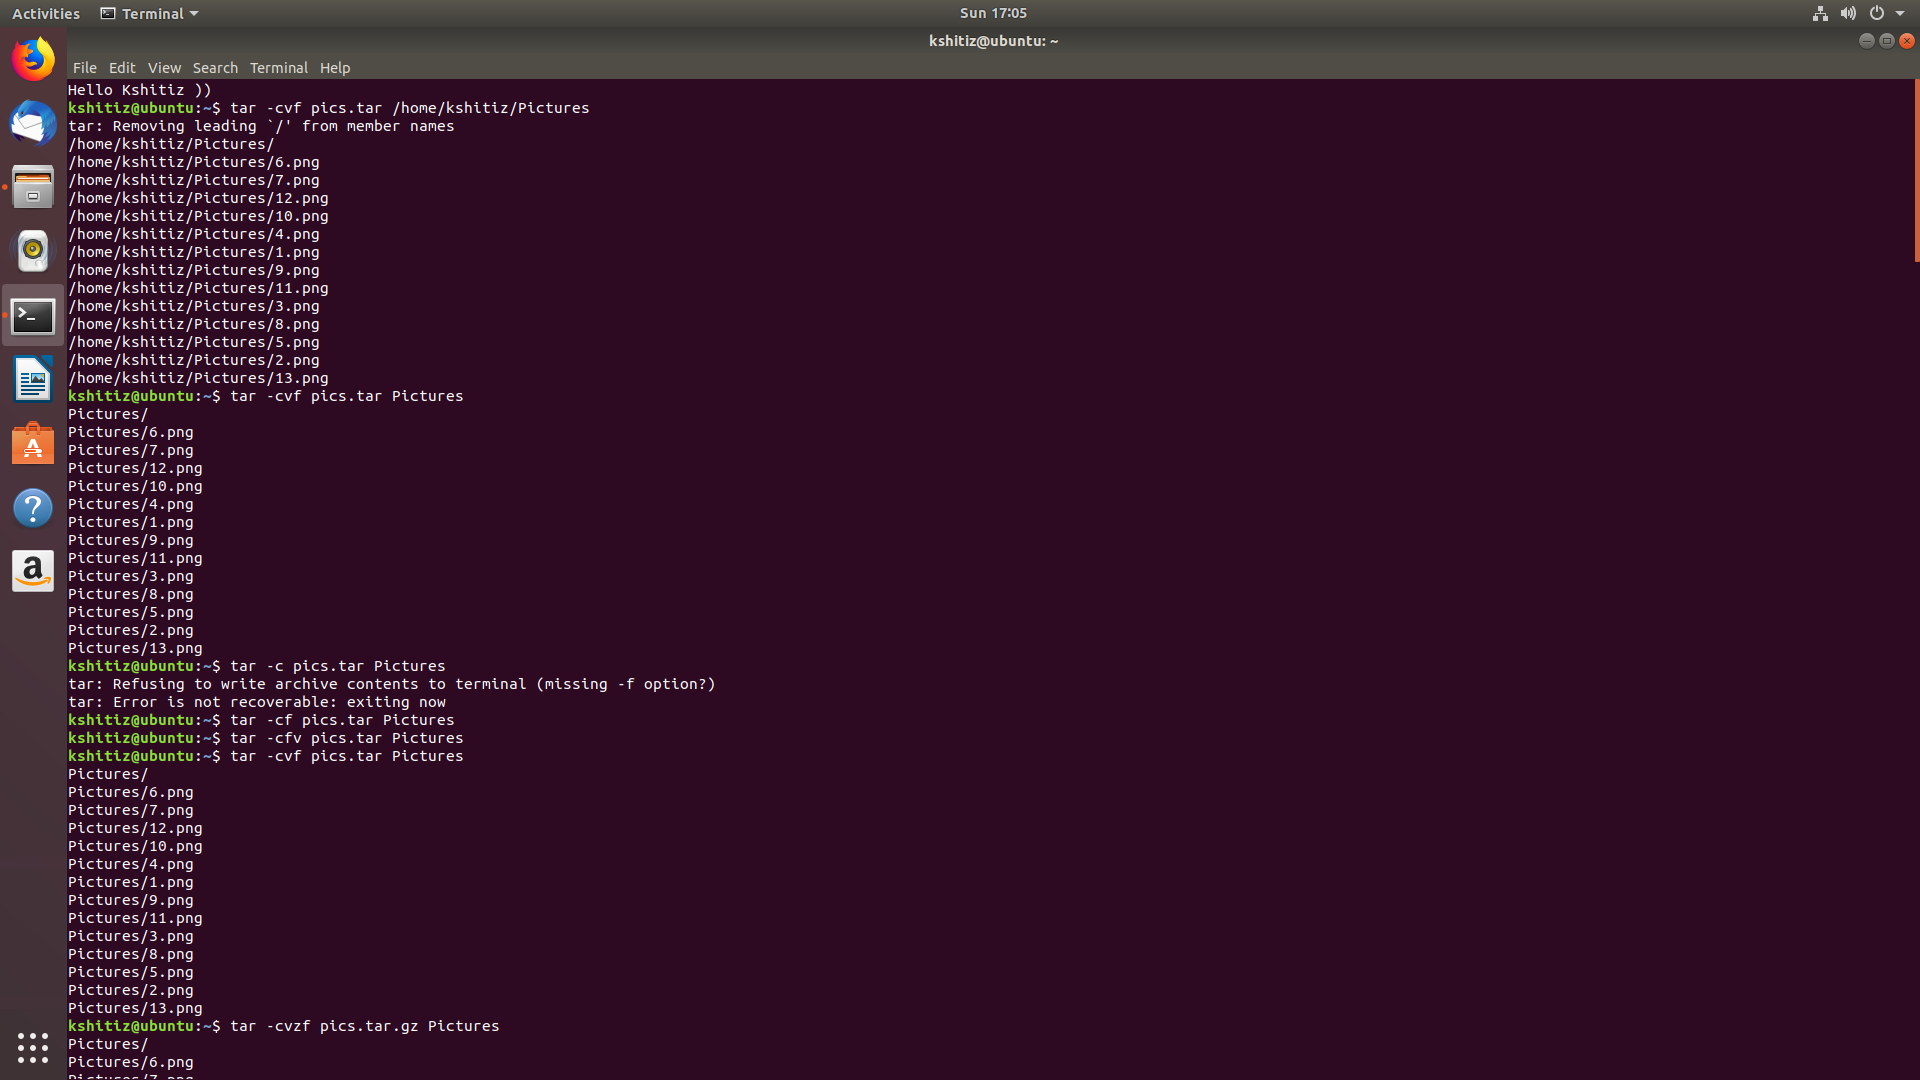 Activities Terminal Sun 17:05
kshitiz@ubuntu: ~
File Edit View Search Terminal Help
Hello Kshitiz ))
kshitiz@ubuntu:~$ tar -cvf pics.tar /home/kshitiz/Pictures
tar: Removing leading `/' from member names
/home/kshitiz/Pictures/
/home/kshitiz/Pictures/6.png
/home/kshitiz/Pictures/7.png
/home/kshitiz/Pictures/12.png
/home/kshitiz/Pictures/10.png
/home/kshitiz/Pictures/4.png
/home/kshitiz/Pictures/1.png
/home/kshitiz/Pictures/9.png
/home/kshitiz/Pictures/11.png
/home/kshitiz/Pictures/3.png
/home/kshitiz/Pictures/8.png
/home/kshitiz/Pictures/5.png
/home/kshitiz/Pictures/2.png
/home/kshitiz/Pictures/13.png
kshitiz@ubuntu:~$ tar -cvf pics.tar Pictures
Pictures/
Pictures/6.png
Pictures/7.png
Pictures/12.png
Pictures/10.png
Pictures/4.png
Pictures/1.png
Pictures/9.png
Pictures/11.png
Pictures/3.png
Pictures/8.png
Pictures/5.png
Pictures/2.png
Pictures/13.png
kshitiz@ubuntu:~$ tar -c pics.tar Pictures
tar: Refusing to write archive contents to terminal (missing -f option?)
tar: Error is not recoverable: exiting now
kshitiz@ubuntu:~$ tar -cf pics.tar Pictures
kshitiz@ubuntu:~$ tar -cfv pics.tar Pictures
kshitiz@ubuntu:~$ tar -cvf pics.tar Pictures
Pictures/
Pictures/6.png
Pictures/7.png
Pictures/12.png
Pictures/10.png
Pictures/4.png
Pictures/1.png
Pictures/9.png
Pictures/11.png
Pictures/3.png
Pictures/8.png
Pictures/5.png
Pictures/2.png
Pictures/13.png
kshitiz@ubuntu:~$ tar -cvzf pics.tar.gz Pictures
Pictures/
Pictures/6.png
Pictures/7.png